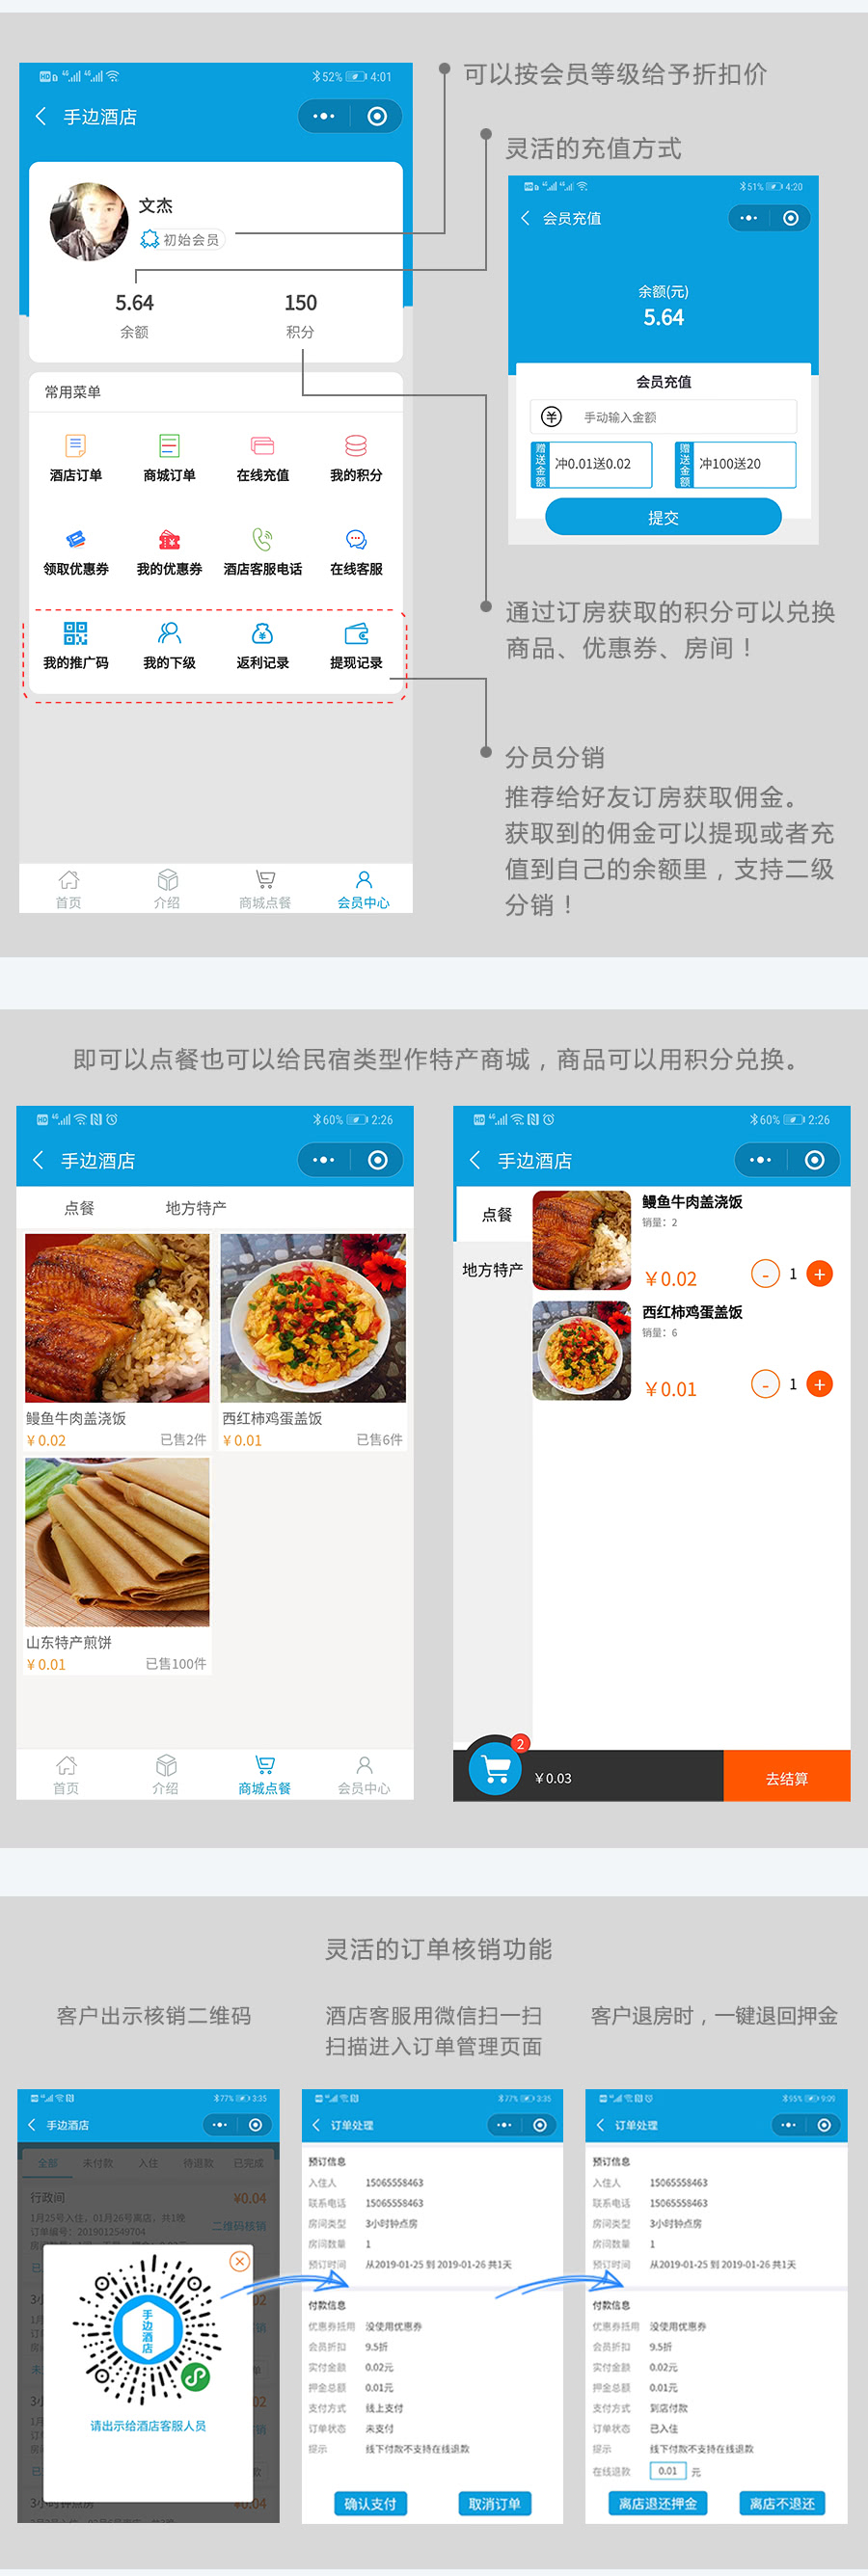 52% 4:01
手边酒店
文杰
初始会员
5.64
余额
150
积分
常用菜单
酒店订单
商城订单
在线充值
我的积分
领取优惠券
我的优惠券
酒店客服电话
在线客服
我的推广码
我的下级
返利记录
提现记录
首页
介绍
商城点餐
会员中心
可以按会员等级给予折扣价
灵活的充值方式
51% 4:20
会员充值
余额(元)
5.64
会员充值
手动输入金额
赠送金额
冲0.01送0.02
赠送金额
冲100送20
提交
通过订房获取的积分可以兑换
商品、优惠券、房间！
分员分销
推荐给好友订房获取佣金。
获取到的佣金可以提现或者充
值到自己的余额里，支持二级
分销！
即可以点餐也可以给民宿类型作特产商城，商品可以用积分兑换。
60% 2:26
手边酒店
点餐
地方特产
鳗鱼牛肉盖浇饭
￥0.02
已售2件
西红柿鸡蛋盖饭
￥0.01
已售6件
山东特产煎饼
￥0.01
已售100件
首页
介绍
商城点餐
会员中心
60% 2:26
手边酒店
点餐
地方特产
鳗鱼牛肉盖浇饭
销量：2
￥0.02
- 1 +
西红柿鸡蛋盖饭
销量：6
￥0.01
- 1 +
2
￥0.03
去结算
灵活的订单核销功能
客户出示核销二维码
酒店客服用微信扫一扫
扫描进入订单管理页面
客户退房时，一键退回押金
77% 3:35
手边酒店
全部 未付款 入住 待退款 已完成
行政间
¥0.04
1月25号入住，01月26号离店，共1晚
订单编号：2019012549704
二维码核销
手边酒店
请出示给酒店客服人员
3小时钟点房
¥0.04
77% 3:35
订单处理
预订信息
入住人 15065558463
联系电话 15065558463
房间类型 3小时钟点房
房间数量 1
预订时间 从2019-01-25 到 2019-01-26 共1天
付款信息
优惠券抵用 没使用优惠券
会员折扣 9.5折
实付金额 0.02元
押金总额 0.01元
支付方式 线上支付
订单状态 未支付
提示 线下付款不支持在线退款
确认支付
取消订单
95% 9:09
订单处理
预订信息
入住人 15065558463
联系电话 15065558463
房间类型 3小时钟点房
房间数量 1
预订时间 从2019-01-25 到 2019-01-26 共1天
付款信息
优惠券抵用 没使用优惠券
会员折扣 9.5折
实付金额 0.02元
押金总额 0.01元
支付方式 到店付款
订单状态 已入住
提示 线下付款不支持在线退款
在线退款 0.01 元
离店退还押金
离店不退还